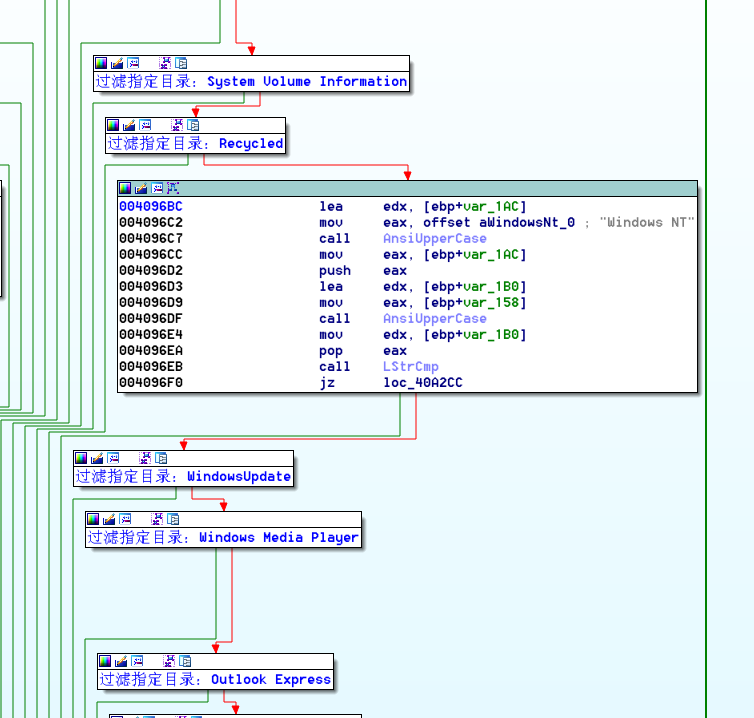 过滤指定目录: System Volume Information
过滤指定目录: Recycled
004096BC lea edx, [ebp+var_1AC]
004096C2 mov eax, offset aWindowsNt_0 ; "Windows NT"
004096C7 call AnsiUpperCase
004096CC mov eax, [ebp+var_1AC]
004096D2 push eax
004096D3 lea edx, [ebp+var_1B0]
004096D9 mov eax, [ebp+var_158]
004096DF call AnsiUpperCase
004096E4 mov edx, [ebp+var_1B0]
004096EA pop eax
004096EB call LStrCmp
004096F0 jz loc_40A2CC
过滤指定目录: WindowsUpdate
过滤指定目录: Windows Media Player
过滤指定目录: Outlook Express